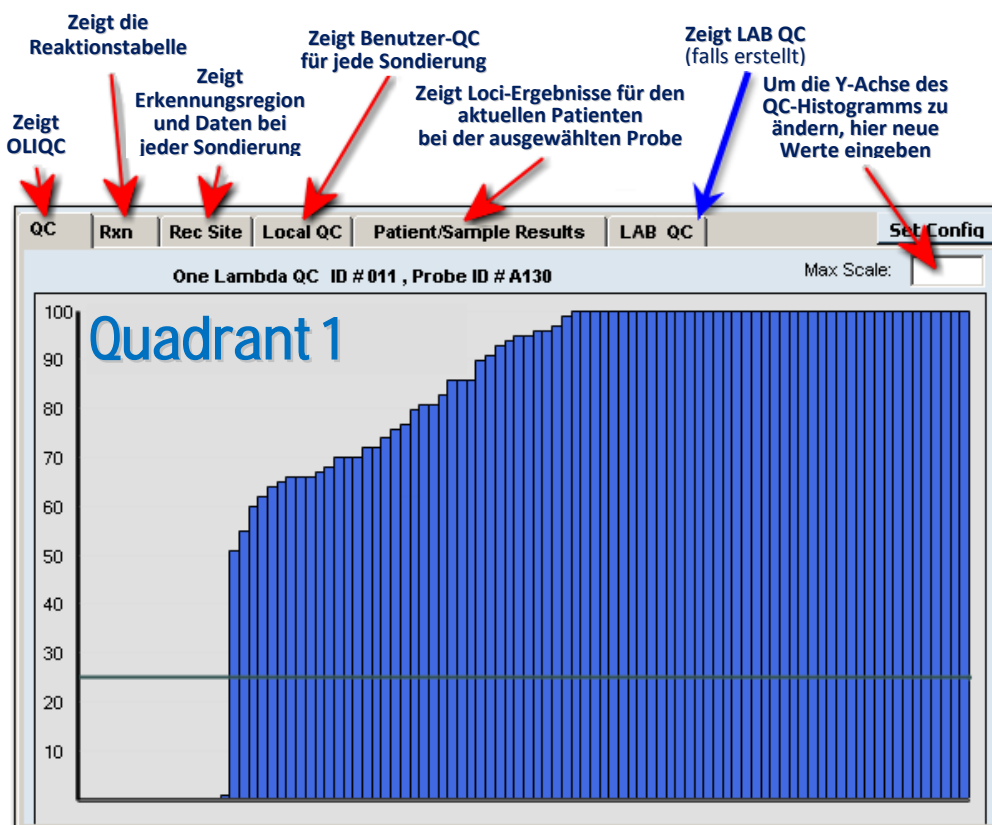 Zeigt die
Reaktionstabelle
Zeigt Benutzer-QC
für jede Sondierung
Zeigt LAB QC
(falls erstellt)
Zeigt
Erkennungsregion
und Daten bei
jeder Sondierung
Zeigt Loci-Ergebnisse für den
aktuellen Patienten
bei der ausgewählten Probe
Um die Y-Achse des
QC-Histogramms zu
ändern, hier neue
Werte eingeben
Zeigt
OLIQC
QC Rxn Rec Site Local QC Patient/Sample Results LAB QC Set Config
One Lambda QC ID # 011 , Probe ID # A130 Max Scale:
Quadrant 1
100
90
80
70
60
50
40
30
20
10